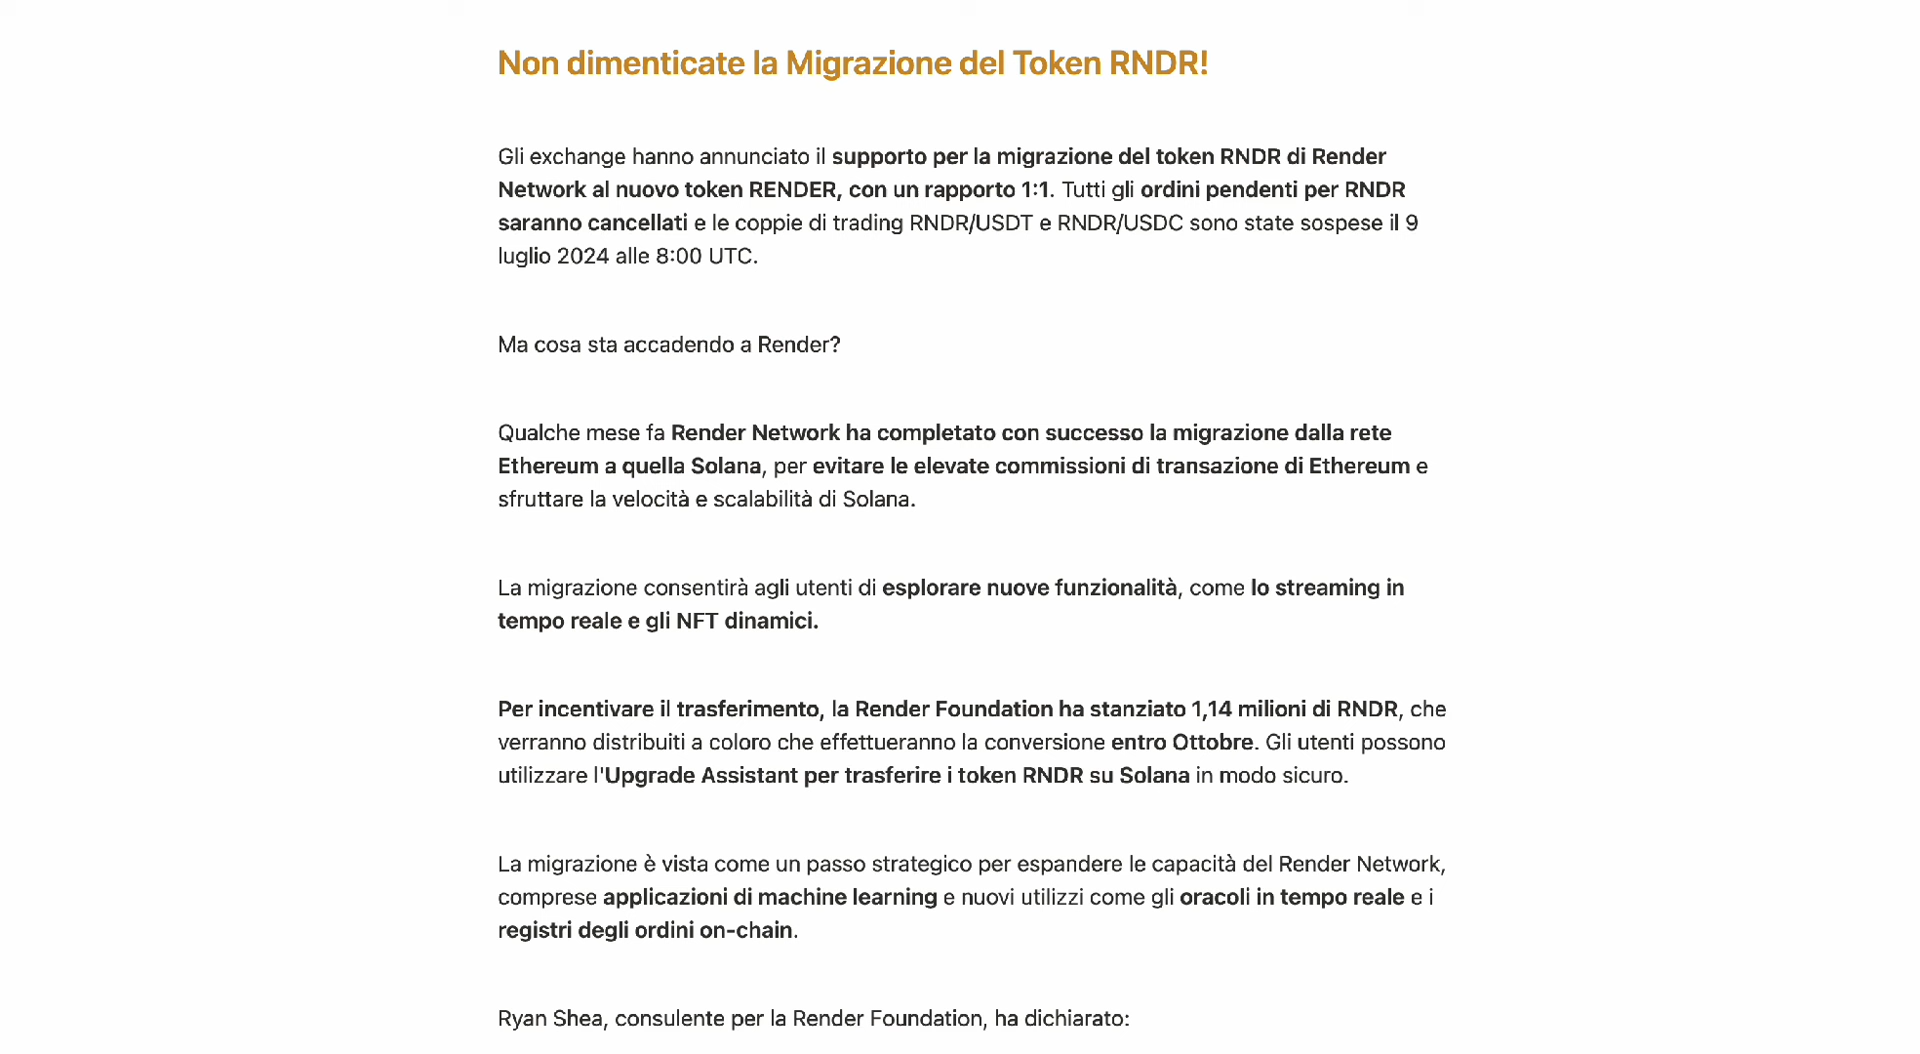 Non dimenticate la Migrazione del Token RNDR!
Gli exchange hanno annunciato il supporto per la migrazione del token RNDR di Render
Network al nuovo token RENDER, con un rapporto 1:1. Tutti gli ordini pendenti per RNDR
saranno cancellati e le coppie di trading RNDR/USDT e RNDR/USDC sono state sospese il 9
luglio 2024 alle 8:00 UTC.
Ma cosa sta accadendo a Render?
Qualche mese fa Render Network ha completato con successo la migrazione dalla rete
Ethereum a quella Solana, per evitare le elevate commissioni di transazione di Ethereum e
sfruttare la velocità e scalabilità di Solana.
La migrazione consentirà agli utenti di esplorare nuove funzionalità, come lo streaming in
tempo reale e gli NFT dinamici.
Per incentivare il trasferimento, la Render Foundation ha stanziato 1,14 milioni di RNDR, che
verranno distribuiti a coloro che effettueranno la conversione entro Ottobre. Gli utenti possono
utilizzare l'Upgrade Assistant per trasferire i token RNDR su Solana in modo sicuro.
La migrazione è vista come un passo strategico per espandere le capacità del Render Network,
comprese applicazioni di machine learning e nuovi utilizzi come gli oracoli in tempo reale e i
registri degli ordini on-chain.
Ryan Shea, consulente per la Render Foundation, ha dichiarato: